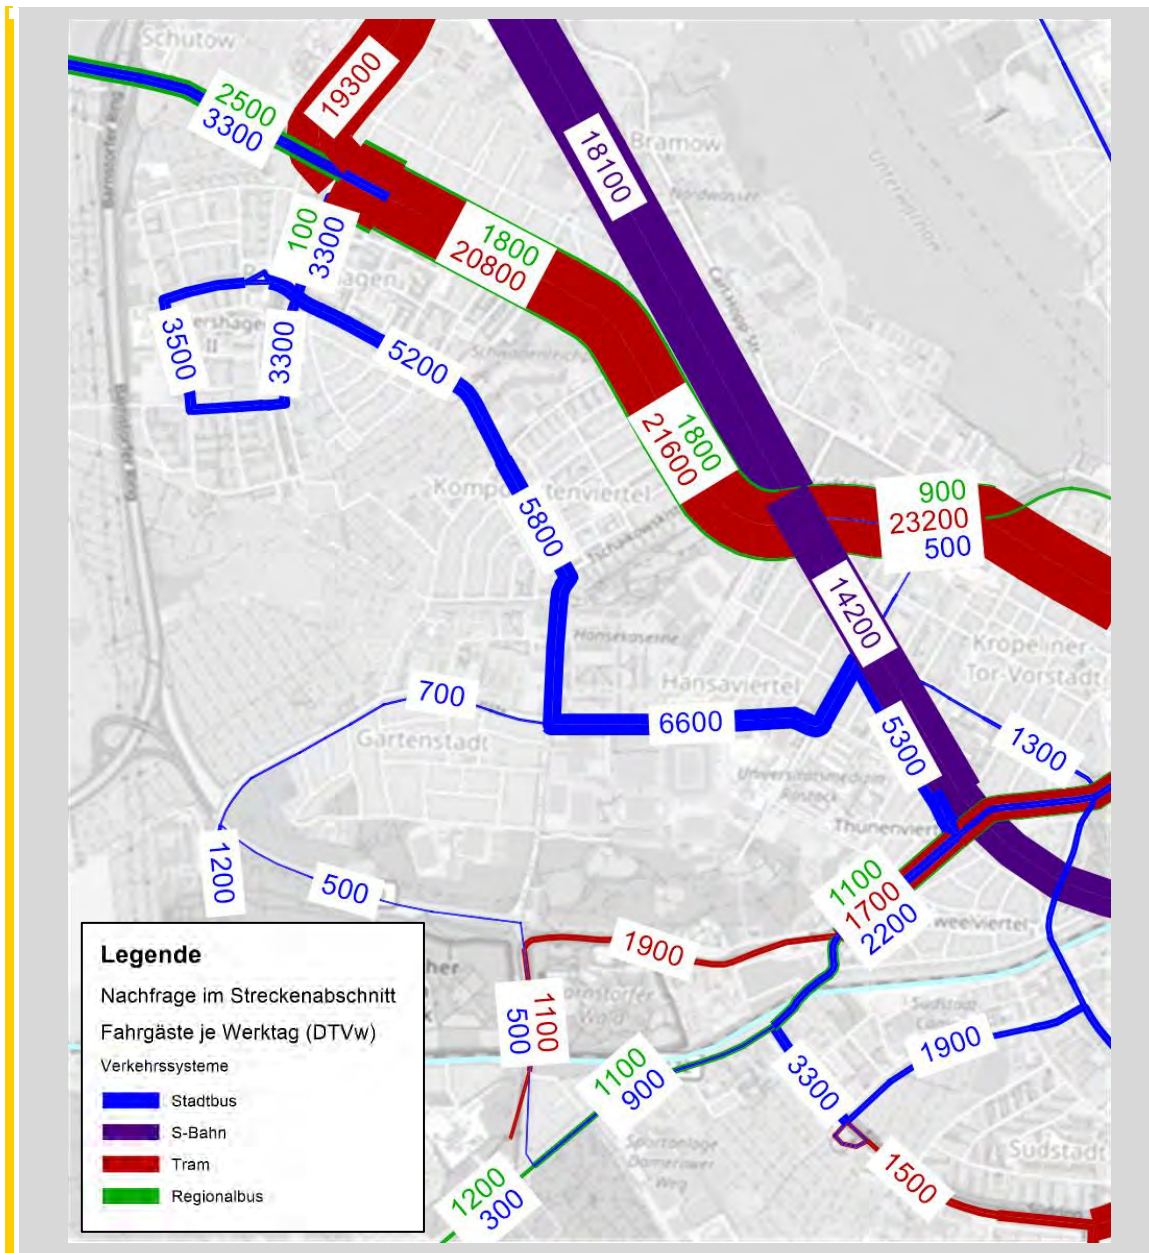 Schutow
19300
2500
3300
18100
Bramow
100
3300
1800
20800
3500
3300
5200
1800
21600
5800
900
23200
500
14200
Kröpeliner-
Tor-Vorstadt
Hansaviertel
700
6600
5300
1300
Gartenstadt
1200
500
1100
1700
2200
1900
1100
500
1100
900
3300
1900
1200
300
1500
Südstadt
Legende
Nachfrage im Streckenabschnitt
Fahrgäste je Werktag (DTVw)
Verkehrssysteme
Stadtbus
S-Bahn
Tram
Regionalbus